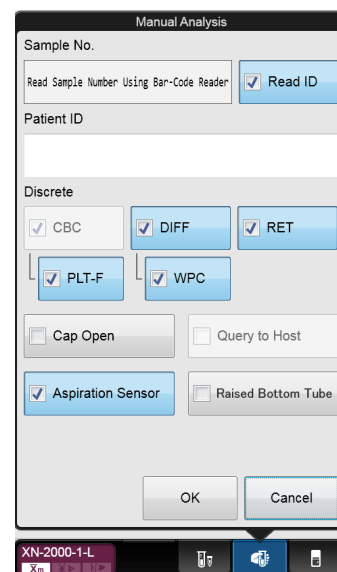 Manual Analysis
Sample No.
Read Sample Number Using Bar-Code Reader
Read ID
Patient ID
Discrete
CBC
DIFF
RET
PLT-F
WPC
Cap Open
Query to Host
Aspiration Sensor
Raised Bottom Tube
OK
Cancel
XN-2000-1-L
Xm